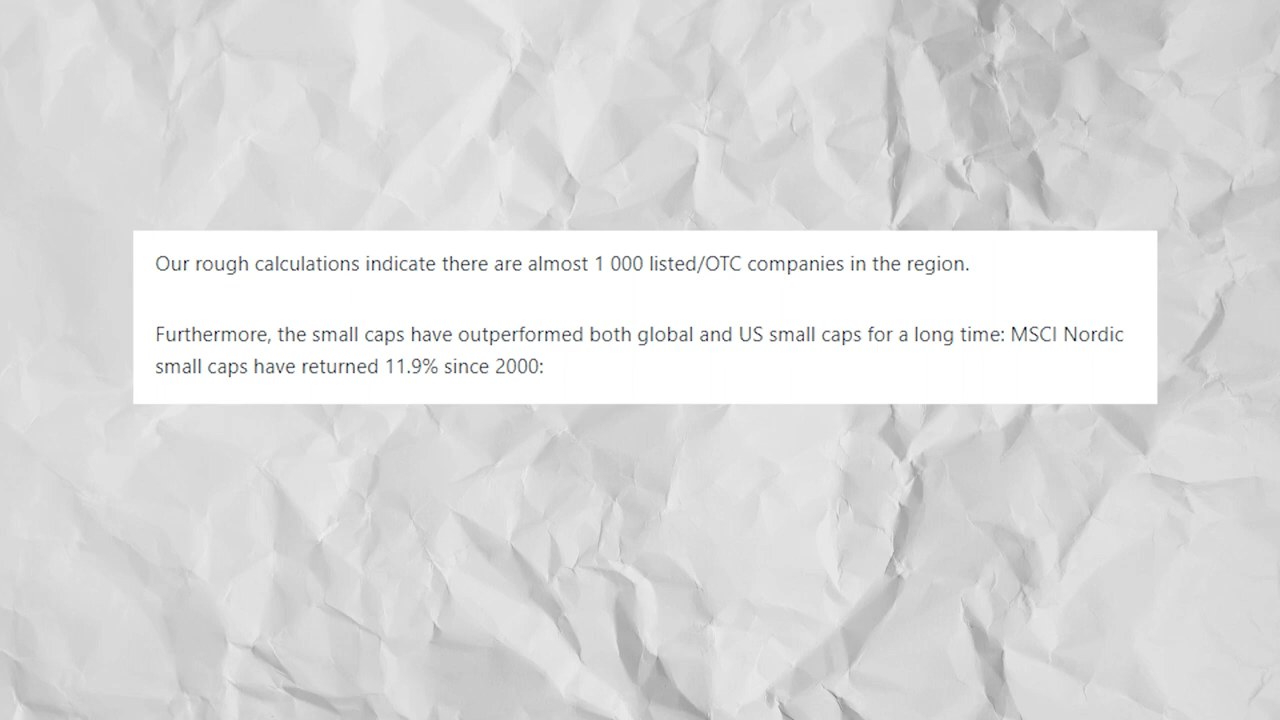 Our rough calculations indicate there are almost 1 000 listed/OTC companies in the region.
Furthermore, the small caps have outperformed both global and US small caps for a long time: MSCI Nordic
small caps have returned 11.9% since 2000: